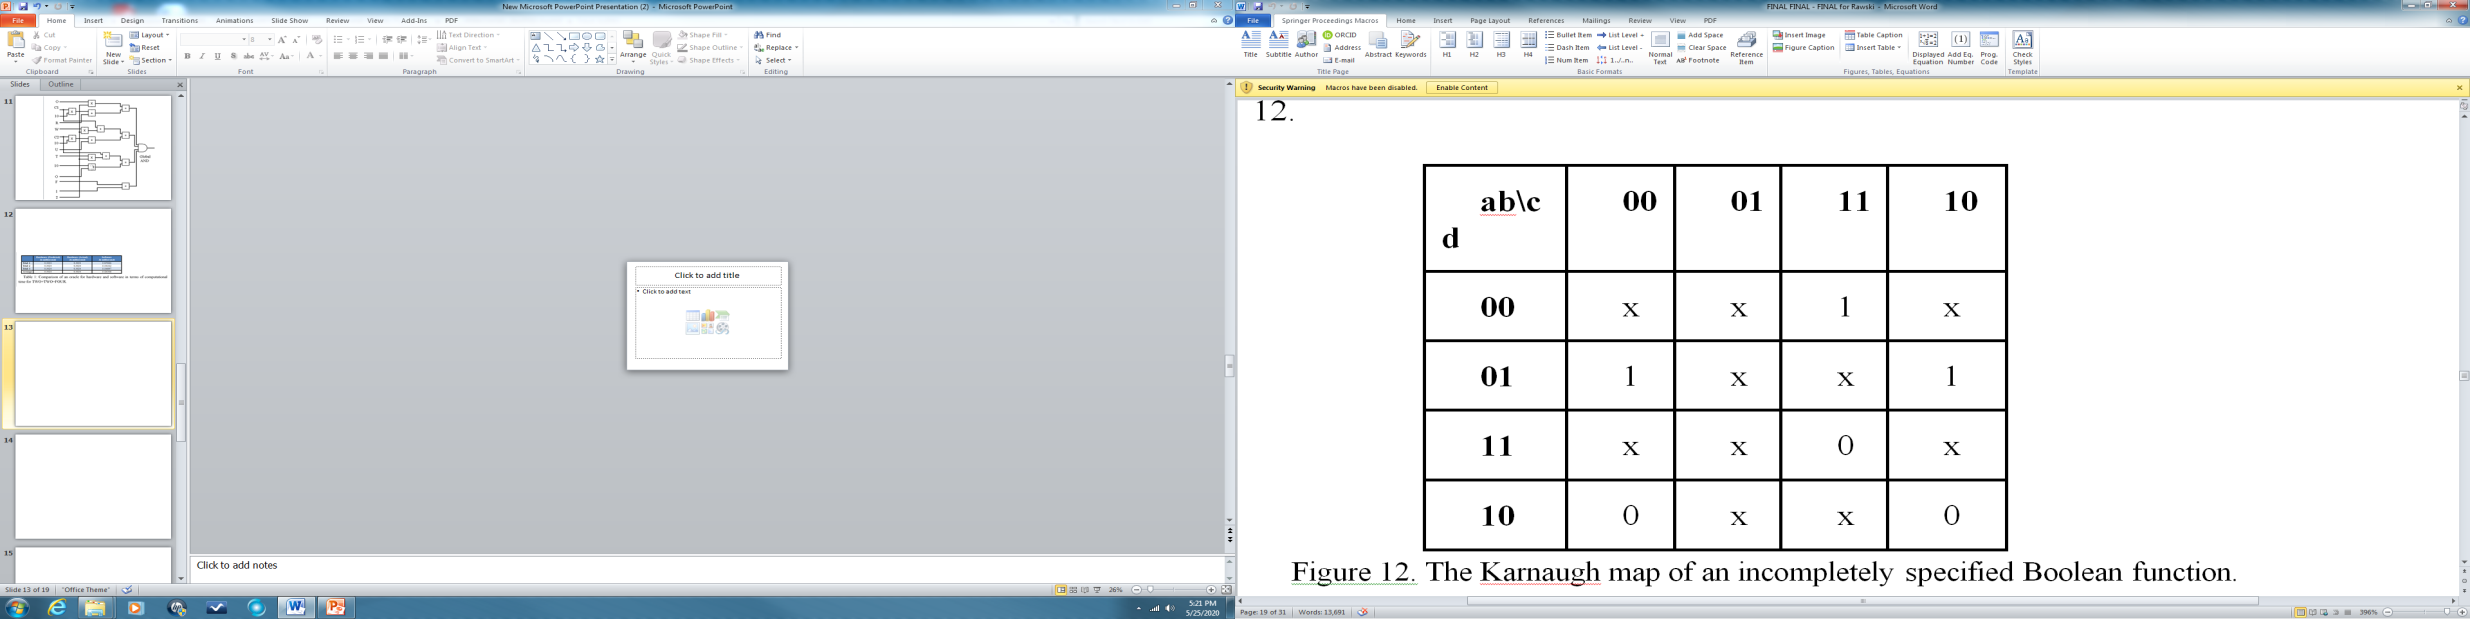 New Microsoft PowerPoint Presentation (2) - Microsoft PowerPoint
File Home Insert Design Transitions Animations Slide Show Review View Add-Ins PDF
Paste
Cut
Copy
Format Painter
Clipboard
New Slide
Layout
Reset
Section
Slides
Font
Text Direction
Align Text
Convert to SmartArt
Paragraph
Arrange
Quick Styles
Shape Fill
Shape Outline
Shape Effects
Drawing
Find
Replace
Select
Editing
Slides Outline
11
12
13
14
15
Click to add title
• Click to add text
Click to add notes
Slide 13 of 19 "Office Theme"
26%
5:21 PM
5/25/2020
FINAL FINAL - FINAL for Rawski - Microsoft Word
File Springer Proceedings Macros Home Insert Page Layout References Mailings Review View PDF
Title Subtitle Author
ORCID
Address
E-mail
Abstract Keywords
Title Page
H1 H2 H3 H4
Bullet Item
Dash Item
Num Item
List Level +
List Level -
1../..n..
Normal Text
Add Space
Clear Space
Footnote
Reference Item
Basic Formats
Insert Image
Figure Caption
Table Caption
Insert Table
Displayed Equation
(1)
Add Eq. Number
Prog. Code
Figures, Tables, Equations
Check Styles
Template
Security Warning Macros have been disabled. Enable Content
12.
ab\c
d
00 01 11 10
00 x x 1 x
01 1 x x 1
11 x x 0 x
10 0 x x 0
Figure 12. The Karnaugh map of an incompletely specified Boolean function.
Page: 19 of 31 Words: 13,691
396%